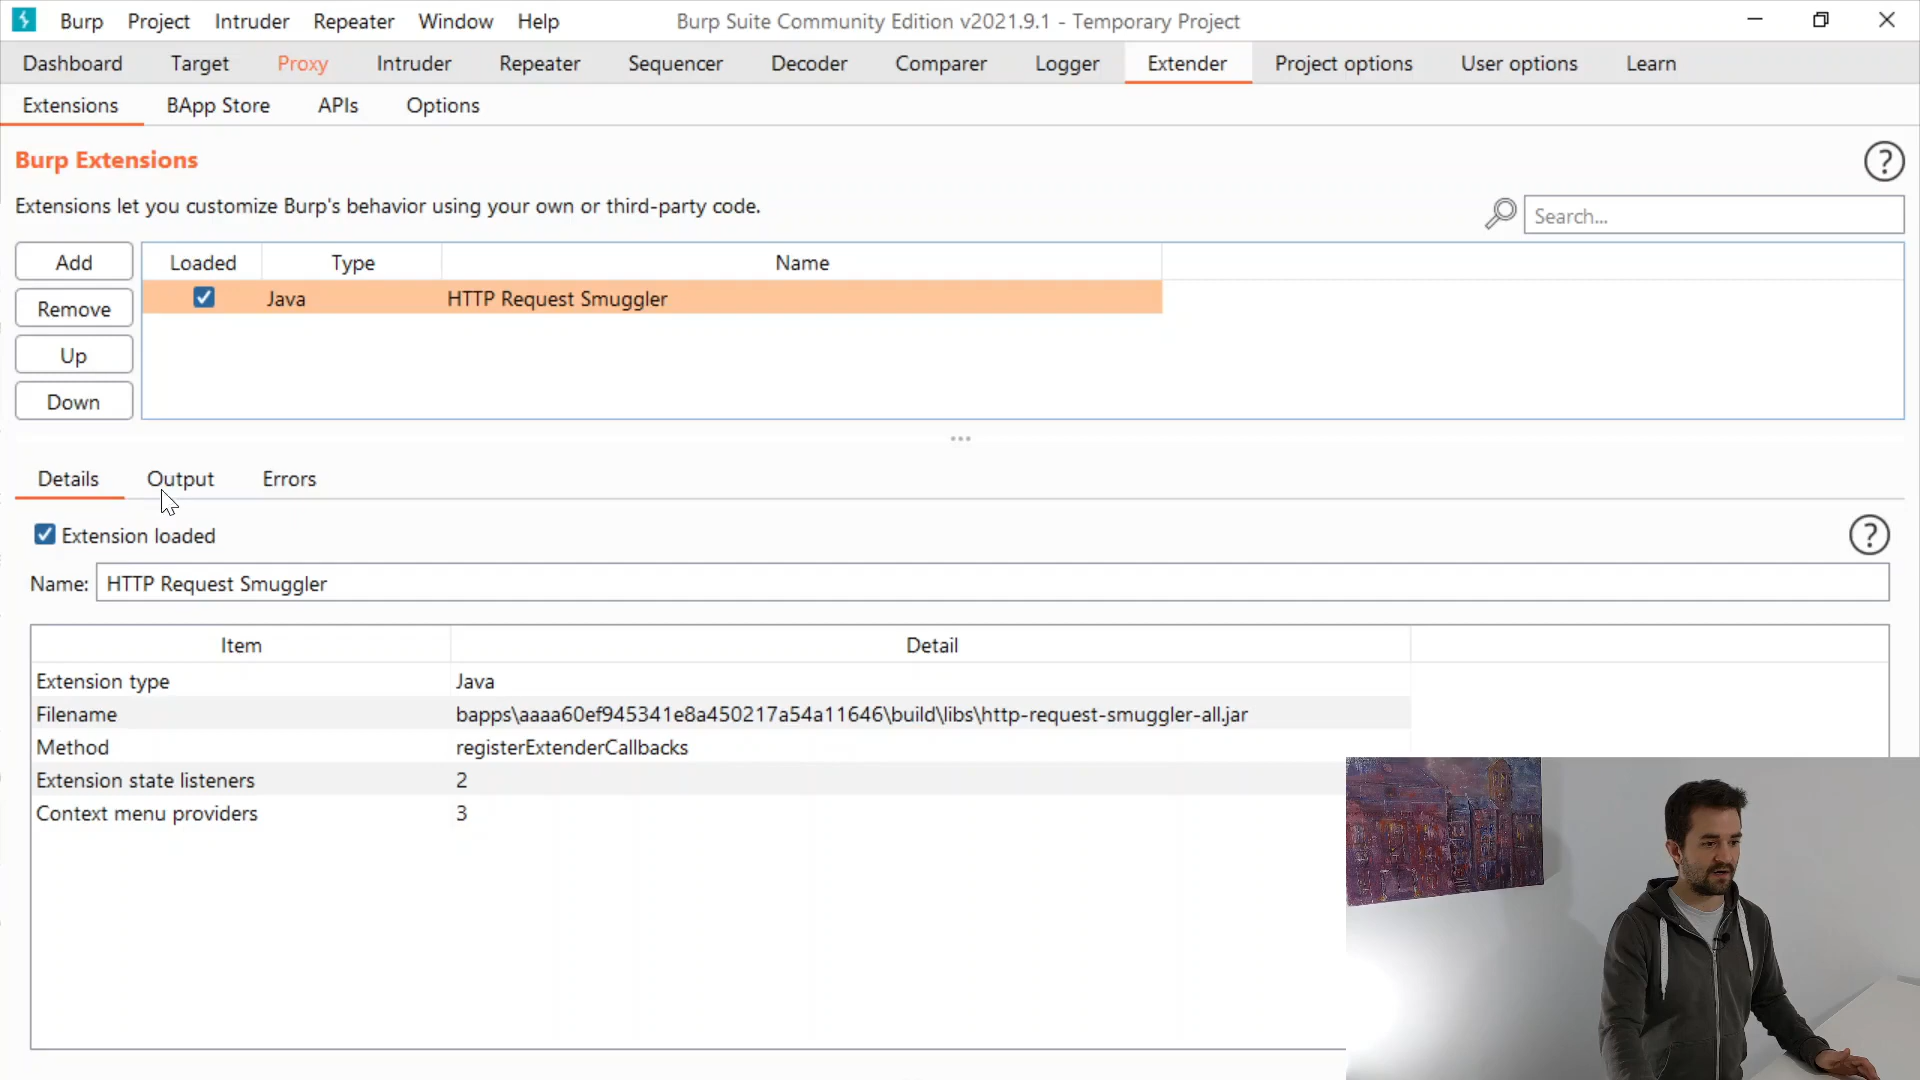 Burp Project Intruder Repeater Window Help Burp Suite Community Edition v2021.9.1 - Temporary Project
Dashboard Target Proxy Intruder Repeater Sequencer Decoder Comparer Logger Extender Project options User options Learn
Extensions BApp Store APIs Options
Burp Extensions
?
Extensions let you customize Burp's behavior using your own or third-party code.
Search...
Add Loaded Type Name
Java HTTP Request Smuggler
Remove
Up
Down
Details Output Errors
Extension loaded
?
Name: HTTP Request Smuggler
Item Detail
Extension type Java
Filename bapps\aaaa60ef945341e8a450217a54a11646\build\libs\http-request-smuggler-all.jar
Method registerExtenderCallbacks
Extension state listeners 2
Context menu providers 3